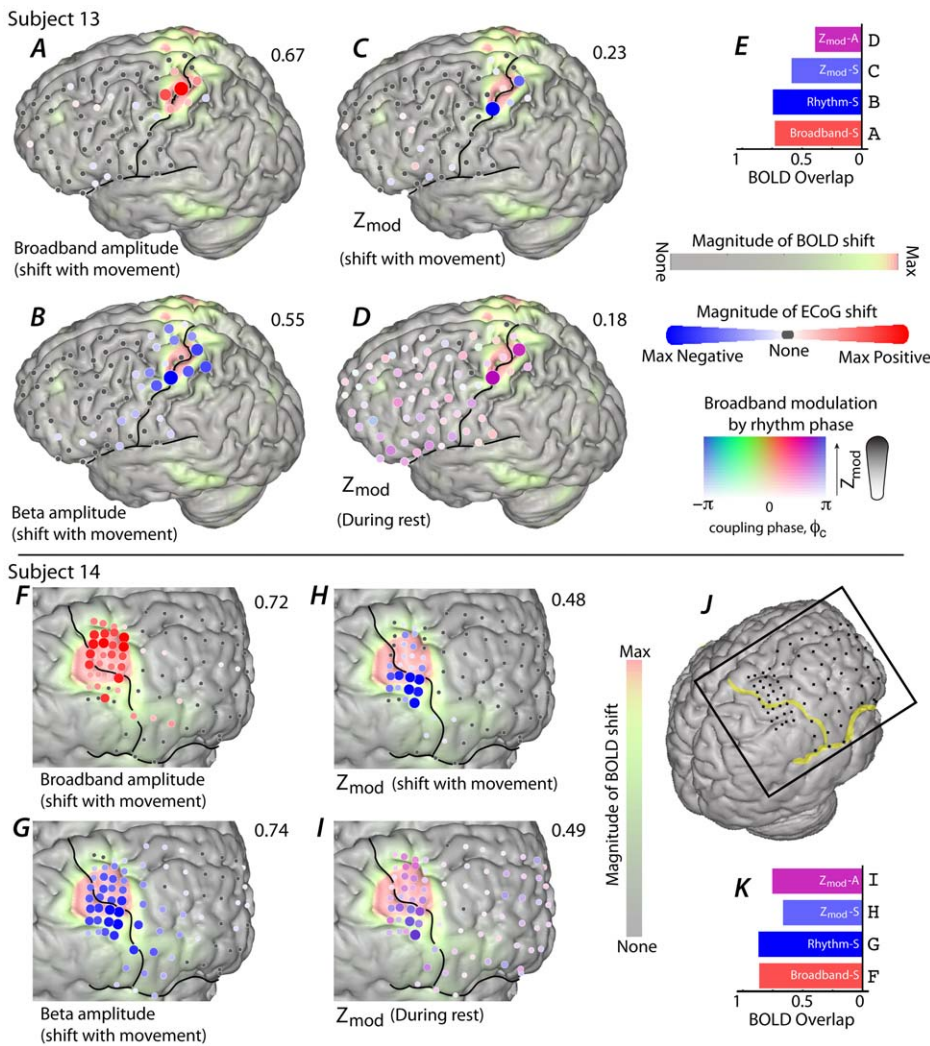 Subject 13
A
0.67
Broadband amplitude
(shift with movement)
C
0.23
Zmod
(shift with movement)
E
Zmod-A D
Zmod-S C
Rhythm-S B
Broadband-S A
1 0.5 0
BOLD Overlap
Magnitude of BOLD shift
None
Max
Magnitude of ECoG shift
Max Negative
None
Max Positive
B
0.55
Beta amplitude
(shift with movement)
D
0.18
Zmod
(During rest)
Broadband modulation
by rhythm phase
Zmod
−π 0 π
coupling phase, ϕc
Subject 14
F
0.72
Broadband amplitude
(shift with movement)
H
0.48
Zmod (shift with movement)
G
0.74
Beta amplitude
(shift with movement)
I
0.49
Zmod (During rest)
Max
Magnitude of BOLD shift
None
J
K
Zmod-A I
Zmod-S H
Rhythm-S G
Broadband-S F
1 0.5 0
BOLD Overlap